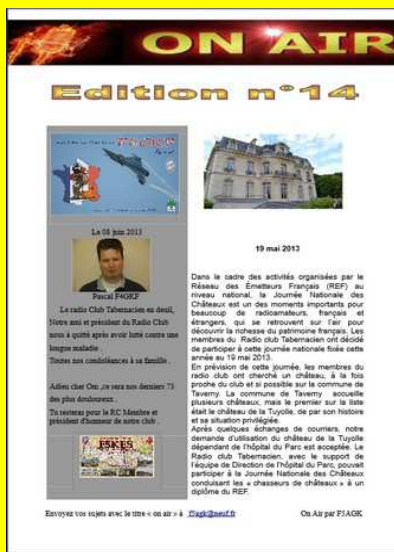 ON AIR
Edition n°14
Le 08 juin 2013
Pascal F4GKF
Le radio club Tabernacien en deuil,
Notre ami et président du Radio Club
nous à quitté apres avoir lutté contre une
longue maladie .
Toutes nos condoléances à sa famille .
Adieu cher Om ,ce sera nos derniers 73
des plus douloureux .
Tu resteras pour le RC Membre et
président d'honneur de notre club .
F5KES
19 mai 2013
Dans le cadre des activités organisées par le
Réseau des Émetteurs Français (REF) au
niveau national, la Journée Nationale des
Châteaux est un des moments importants pour
beaucoup de radioamateurs, français et
étrangers, qui se retrouvent sur l'air pour
découvrir la richesse du patrimoine français. Les
membres du Radio club Tabernacien ont décidé
de participer à cette journée nationale fixée cette
année au 19 mai 2013.
En prévision de cette journée, les membres du
radio club ont cherché un château, à la fois
proche du club et si possible sur la commune de
Taverny. La commune de Taverny accueille
plusieurs châteaux, mais le premier sur la liste
était le château de la Tuyolle, de par son histoire
et sa situation privilégiée.
Après quelques échanges de courriers, notre
demande d'utilisation du château de la Tuyolle
dépendant de l'hôpital du Parc est acceptée. Le
Radio club Tabernacien, avec le support de
l'équipe de Direction de l'hôpital du Parc, pouvait
participer à la Journée Nationale des Châteaux
conduisant les « chasseurs de châteaux » à un
diplôme du REF.
Envoyez vos sujets avec le titre « on air » à f5agk@neuf.fr
On Air par F5AGK